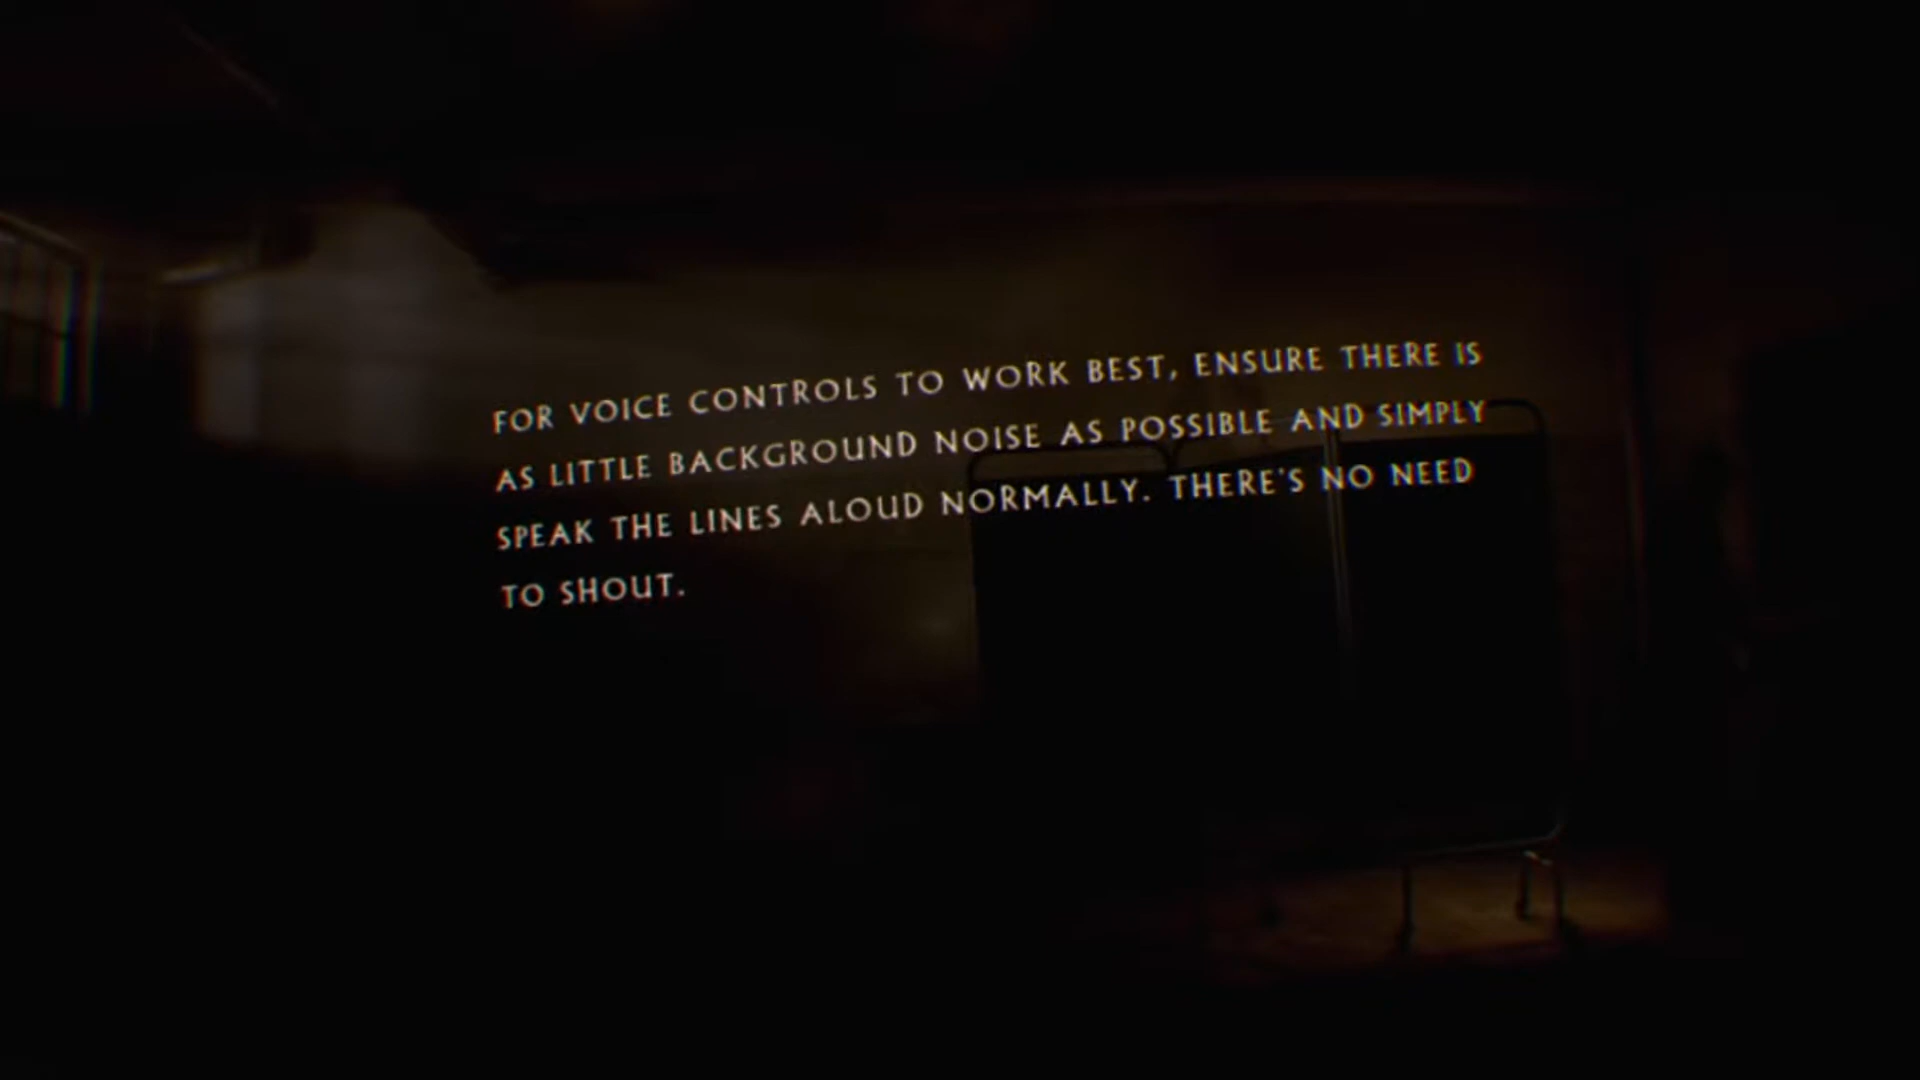 FOR VOICE CONTROLS TO WORK BEST, ENSURE THERE IS
AS LITTLE BACKGROUND NOISE AS POSSIBLE AND SIMPLY
SPEAK THE LINES ALOUD NORMALLY. THERE'S NO NEED
TO SHOUT.